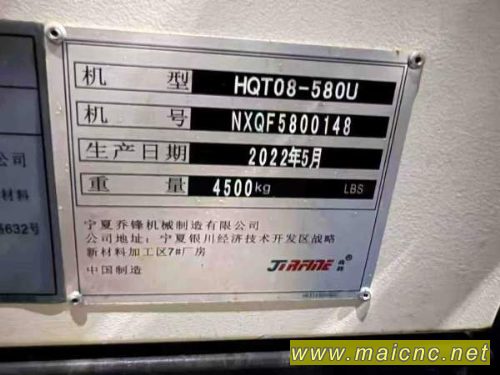 机型 HQT08-580U
机号 NXQF5800148
生产日期 2022年5月
重量 4500kg LBS
宁夏乔锋机械制造有限公司
公司地址：宁夏银川经济技术开发区战略
新材料加工区7#厂房
中国制造
公司
材料
632号
www.maicnc.net